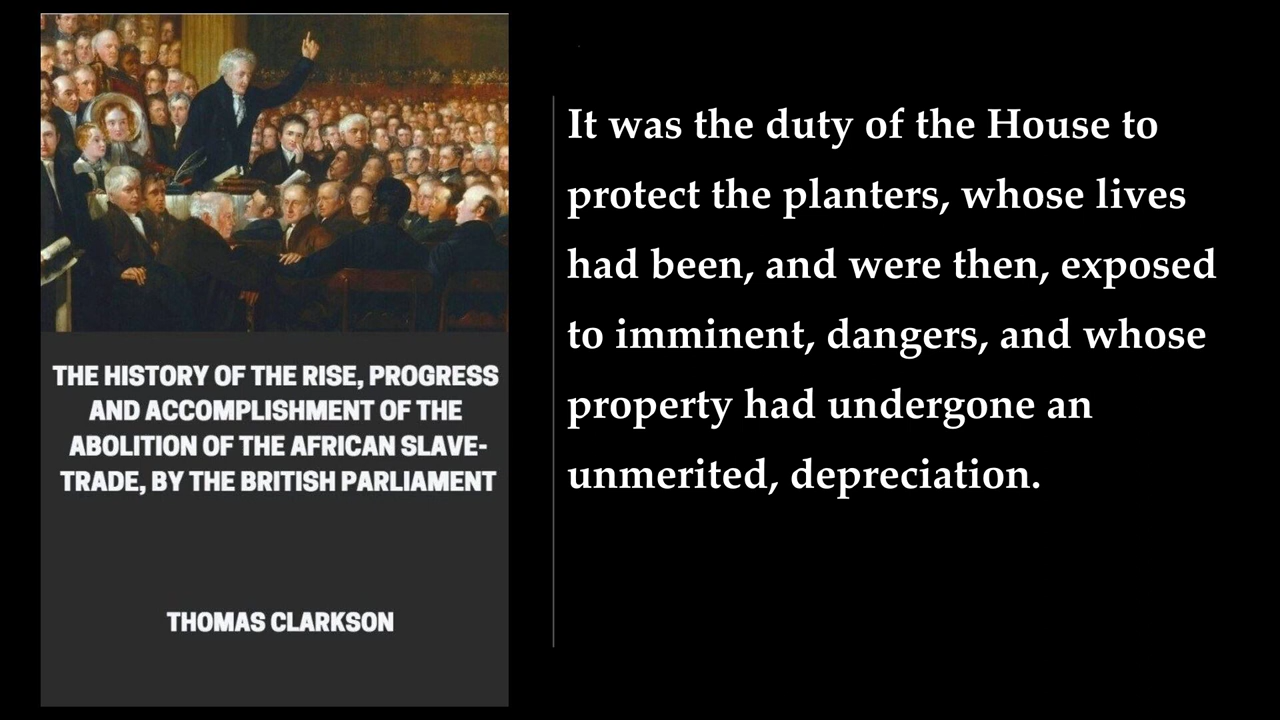 THE HISTORY OF THE RISE, PROGRESS
AND ACCOMPLISHMENT OF THE
ABOLITION OF THE AFRICAN SLAVE-
TRADE, BY THE BRITISH PARLIAMENT
THOMAS CLARKSON
It was the duty of the House to
protect the planters, whose lives
had been, and were then, exposed
to imminent, dangers, and whose
property had undergone an
unmerited, depreciation.